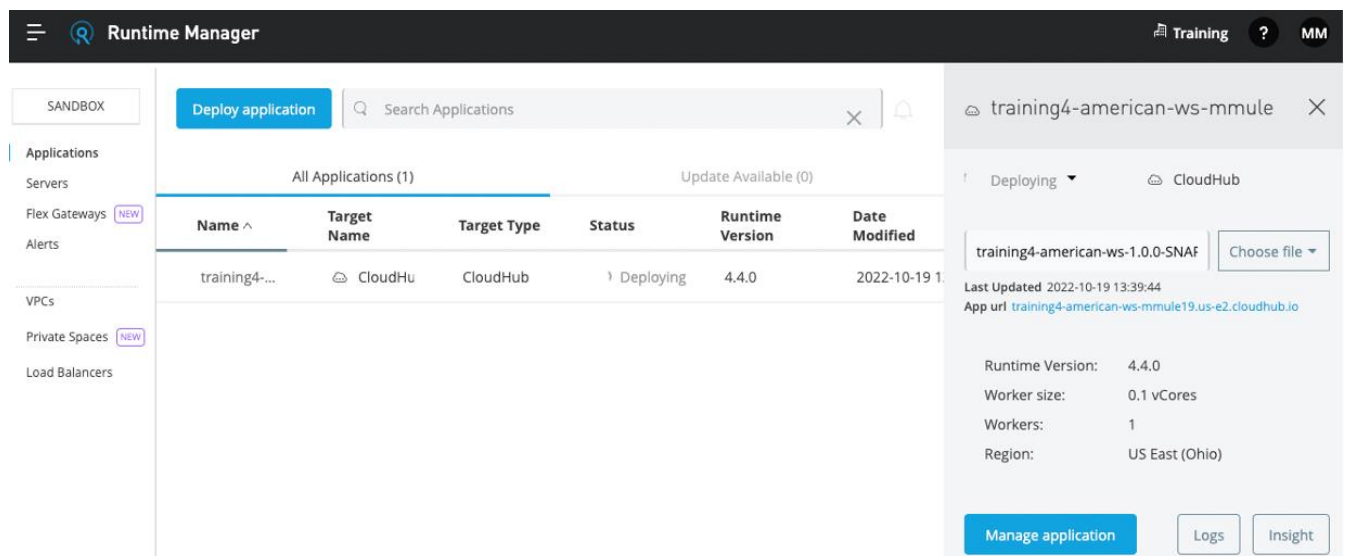 Runtime Manager
Training
?
MM
SANDBOX
Applications
Servers
Flex Gateways NEW
Alerts
VPCs
Private Spaces NEW
Load Balancers
Deploy application
Search Applications
All Applications (1)
Update Available (0)
Name
Target
Name
Target Type
Status
Runtime
Version
Date
Modified
training4-...
CloudHu
CloudHub
Deploying
4.4.0
2022-10-19 1
training4-american-ws-mmule
Deploying
CloudHub
training4-american-ws-1.0.0-SNAF
Choose file
Last Updated 2022-10-19 13:39:44
App url training4-american-ws-mmule19.us-e2.cloudhub.io
Runtime Version: 4.4.0
Worker size: 0.1 vCores
Workers: 1
Region: US East (Ohio)
Manage application
Logs
Insight